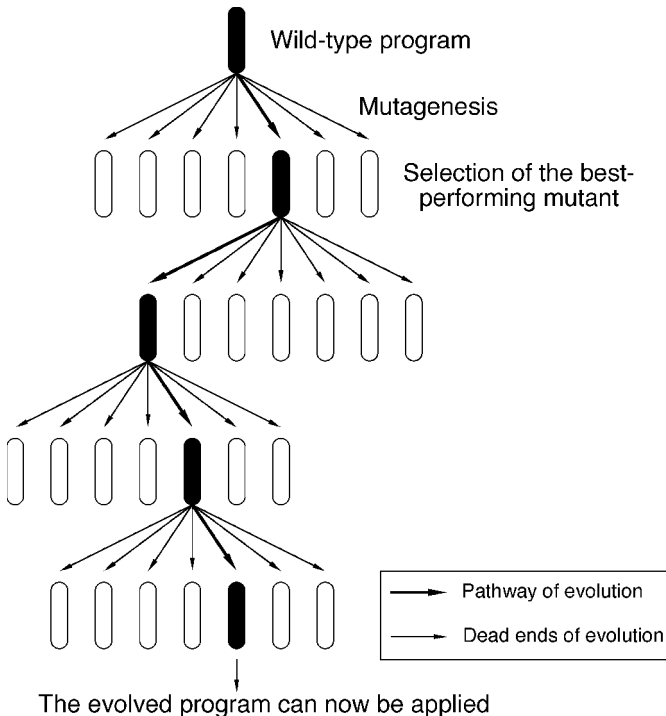 Wild-type program
Mutagenesis
Selection of the best-
performing mutant
Pathway of evolution
Dead ends of evolution
The evolved program can now be applied